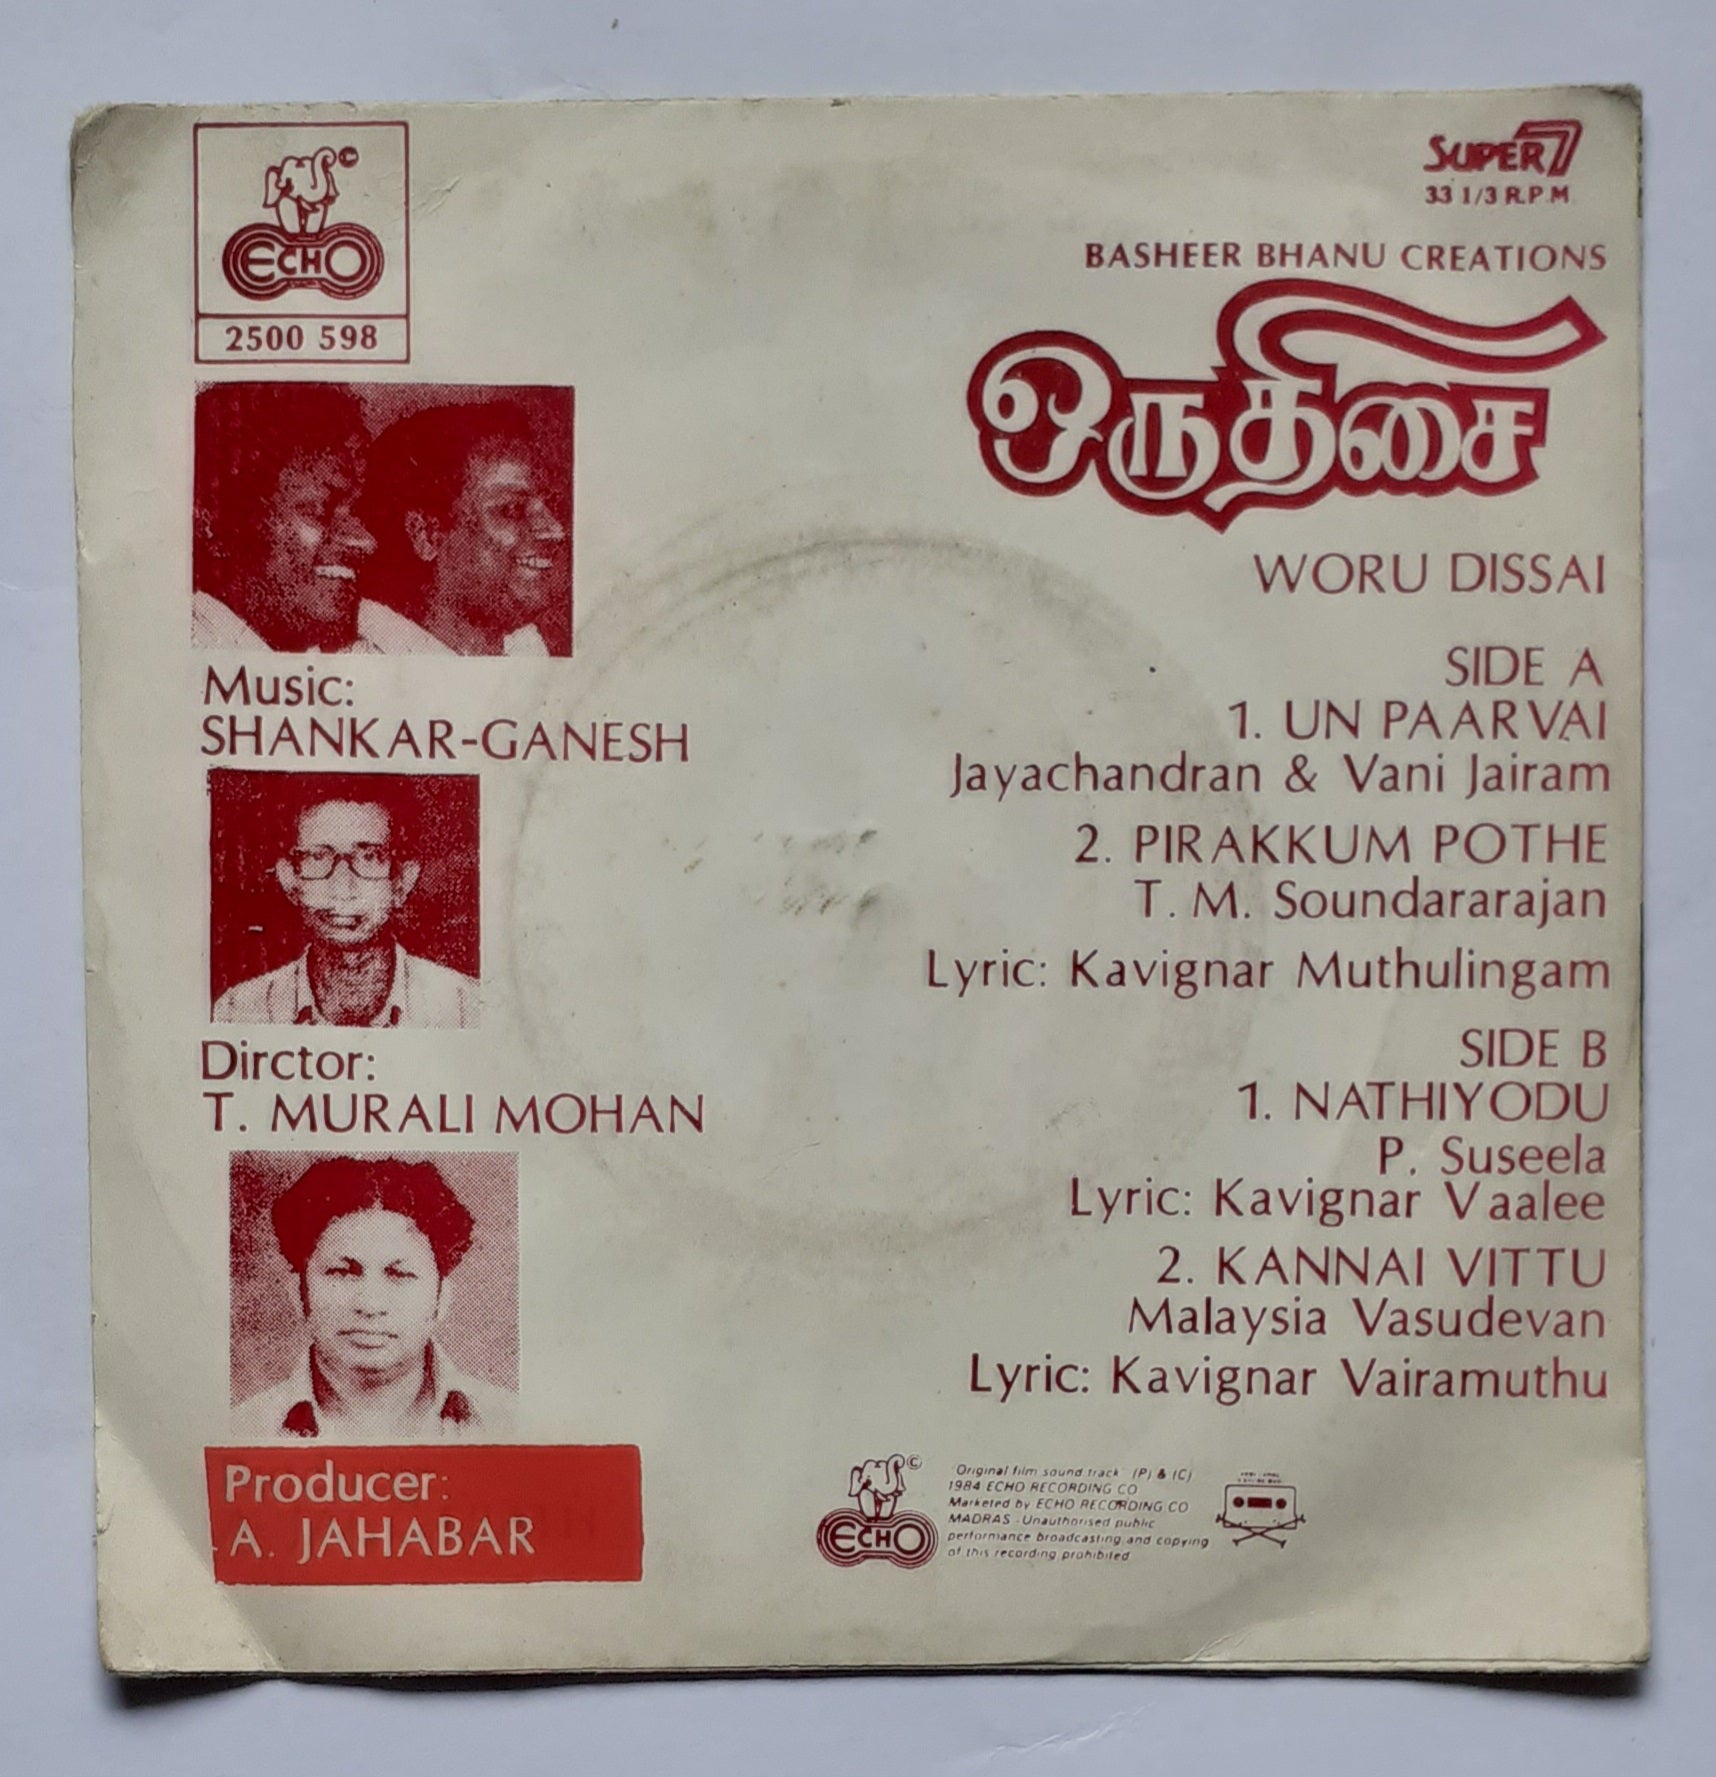 ©
ECHO
2500 598
SUPER 7
33 1/3 R.P.M
BASHEER BHANU CREATIONS
ஒரு திசை
WORU DISSAI
Music:
SHANKAR-GANESH
Dirctor:
T. MURALI MOHAN
Producer:
A. JAHABAR
SIDE A
1. UN PAARVAI
Jayachandran & Vani Jairam
2. PIRAKKUM POTHE
T. M. Soundararajan
Lyric: Kavignar Muthulingam
SIDE B
1. NATHIYODU
P. Suseela
Lyric: Kavignar Vaalee
2. KANNAI VITTU
Malaysia Vasudevan
Lyric: Kavignar Vairamuthu
©
ECHO
Original film sound track (P) & (C)
1984 ECHO RECORDING CO
Marketed by ECHO RECORDING CO
MADRAS - Unauthorised public
performance broadcasting and copying
of this recording prohibited